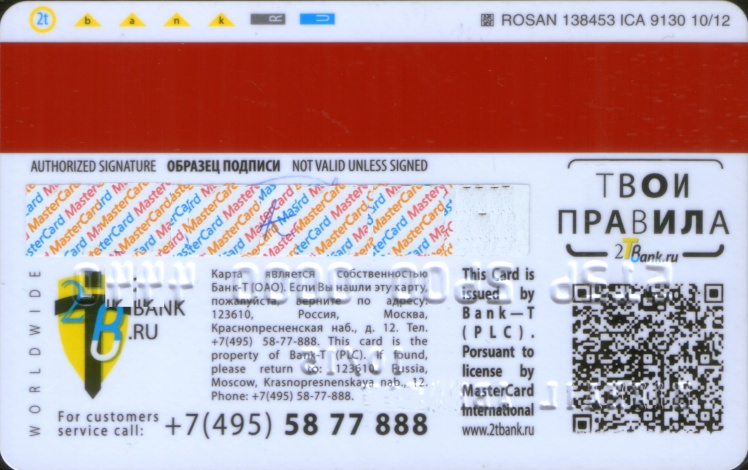 2t b a n k R U ROSAN 138453 ICA 9130 10/12
AUTHORIZED SIGNATURE ОБРАЗЕЦ ПОДПИСИ NOT VALID UNLESS SIGNED
MasterCard MasterCard MasterCard
ТВОИ
ПРАВИЛА
2TBank.ru
WORLDWIDE
2TBANK
.RU
Карта является собственностью
Банк-Т (ОАО). Если Вы нашли эту карту,
пожалуйста верните по адресу:
123610, Россия, Москва,
Краснопресненская наб., д. 12. Тел.
+7(495) 58-77-888. This card is the
property of Bank-T (PLC). If found,
please return to: 123610 Russia,
Moscow, Krasnopresnenskaya nab., 12.
Phone: +7(495) 58-77-888.
This Card is
issued by
Bank—T
(PLC).
Porsuant to
license by
MasterCard
International
www.2tbank.ru
For customers
service call: +7(495) 58 77 888